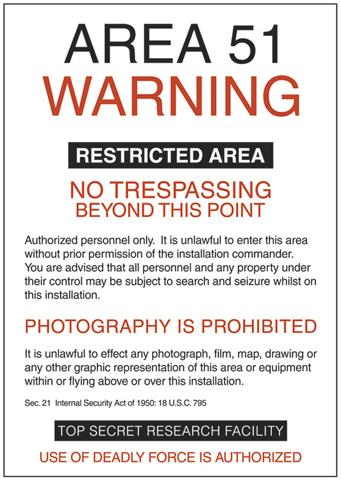 AREA 51
WARNING
RESTRICTED AREA
NO TRESPASSING
BEYOND THIS POINT
Authorized personnel only. It is unlawful to enter this area
without prior permission of the installation commander.
You are advised that all personnel and any property under
their control may be subject to search and seizure whilst on
this installation.
PHOTOGRAPHY IS PROHIBITED
It is unlawful to effect any photograph, film, map, drawing or
any other graphic representation of this area or equipment
within or flying above or over this installation.
Sec. 21 Internal Security Act of 1950: 18 U.S.C. 795
TOP SECRET RESEARCH FACILITY
USE OF DEADLY FORCE IS AUTHORIZED